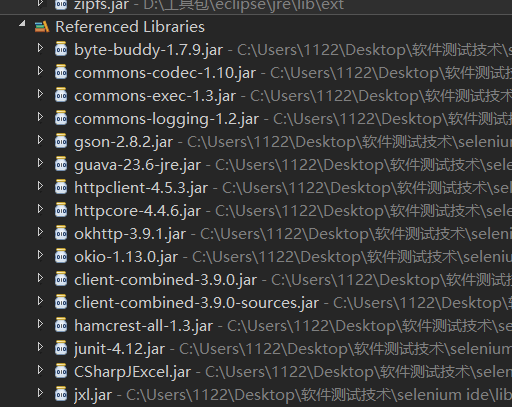 zipfs.jar - D:\工具包\eclipse\jre\lib\ext
Referenced Libraries
byte-buddy-1.7.9.jar - C:\Users\1122\Desktop\软件测试技术\
commons-codec-1.10.jar - C:\Users\1122\Desktop\软件测试
commons-exec-1.3.jar - C:\Users\1122\Desktop\软件测试技术
commons-logging-1.2.jar - C:\Users\1122\Desktop\软件测试
gson-2.8.2.jar - C:\Users\1122\Desktop\软件测试技术\selenium
guava-23.6-jre.jar - C:\Users\1122\Desktop\软件测试技术\se
httpclient-4.5.3.jar - C:\Users\1122\Desktop\软件测试技术\se
httpcore-4.4.6.jar - C:\Users\1122\Desktop\软件测试技术\sel
okhttp-3.9.1.jar - C:\Users\1122\Desktop\软件测试技术\seleni
okio-1.13.0.jar - C:\Users\1122\Desktop\软件测试技术\seleni
client-combined-3.9.0.jar - C:\Users\1122\Desktop\软件测试
client-combined-3.9.0-sources.jar - C:\Users\1122\Desktop\
hamcrest-all-1.3.jar - C:\Users\1122\Desktop\软件测试技术\se
junit-4.12.jar - C:\Users\1122\Desktop\软件测试技术\selenium
CSharpJExcel.jar - C:\Users\1122\Desktop\软件测试技术\selen
jxl.jar - C:\Users\1122\Desktop\软件测试技术\selenium ide\lib